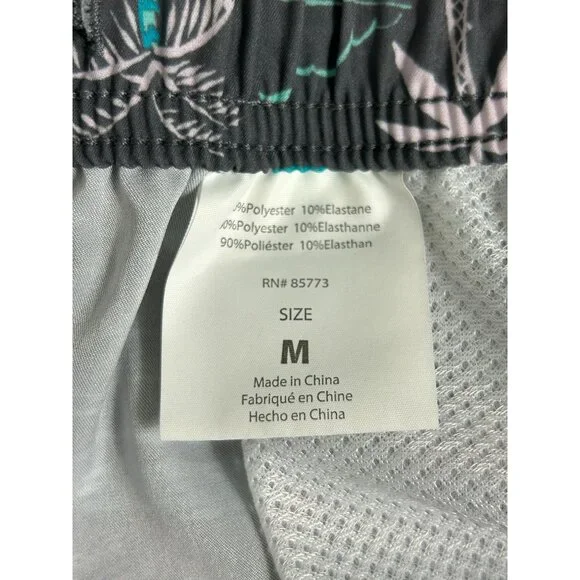 %Polyester 10%Elastane
0%Polyester 10%Elasthanne
90%Poliéster 10%Elasthan
RN# 85773
SIZE
M
Made in China
Fabriqué en Chine
Hecho en China